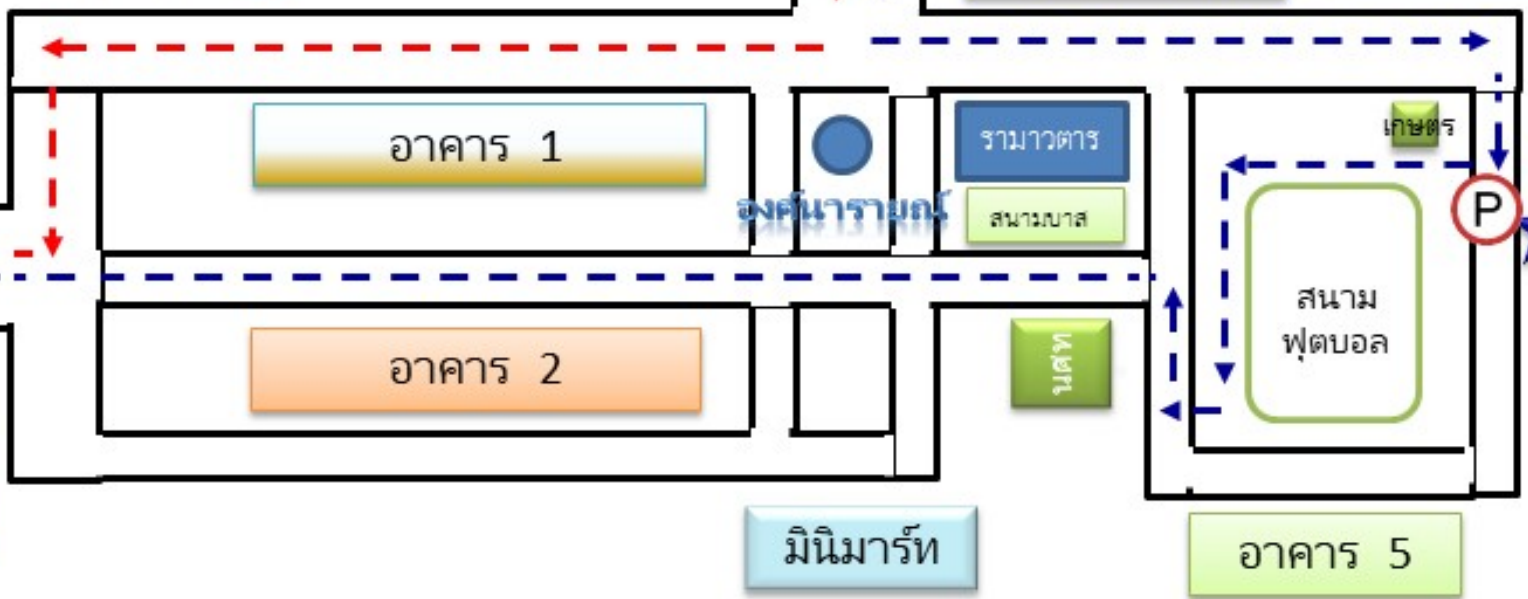 อาคาร 1
รามาวตาร
เกษตร
องค์นารายณ์
สนามบาส
P
สนาม
ฟุตบอล
อาคาร 2
นศท
มินิมาร์ท
อาคาร 5